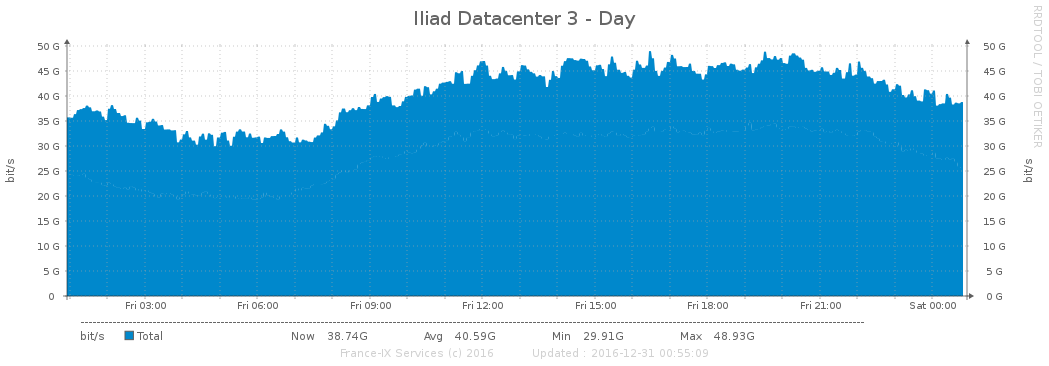 Iliad Datacenter 3 - Day
RRDTOOL / TOBI OETIKER
bit/s
50 G 50 G
45 G 45 G
40 G 40 G
35 G 35 G
30 G 30 G
25 G 25 G
20 G 20 G
15 G 15 G
10 G 10 G
5 G 5 G
0 0 G
bit/s
Fri 03:00 Fri 06:00 Fri 09:00 Fri 12:00 Fri 15:00 Fri 18:00 Fri 21:00 Sat 00:00
bit/s Total Now 38.74G Avg 40.59G Min 29.91G Max 48.93G
France-IX Services (c) 2016 Updated : 2016-12-31 00:55:09